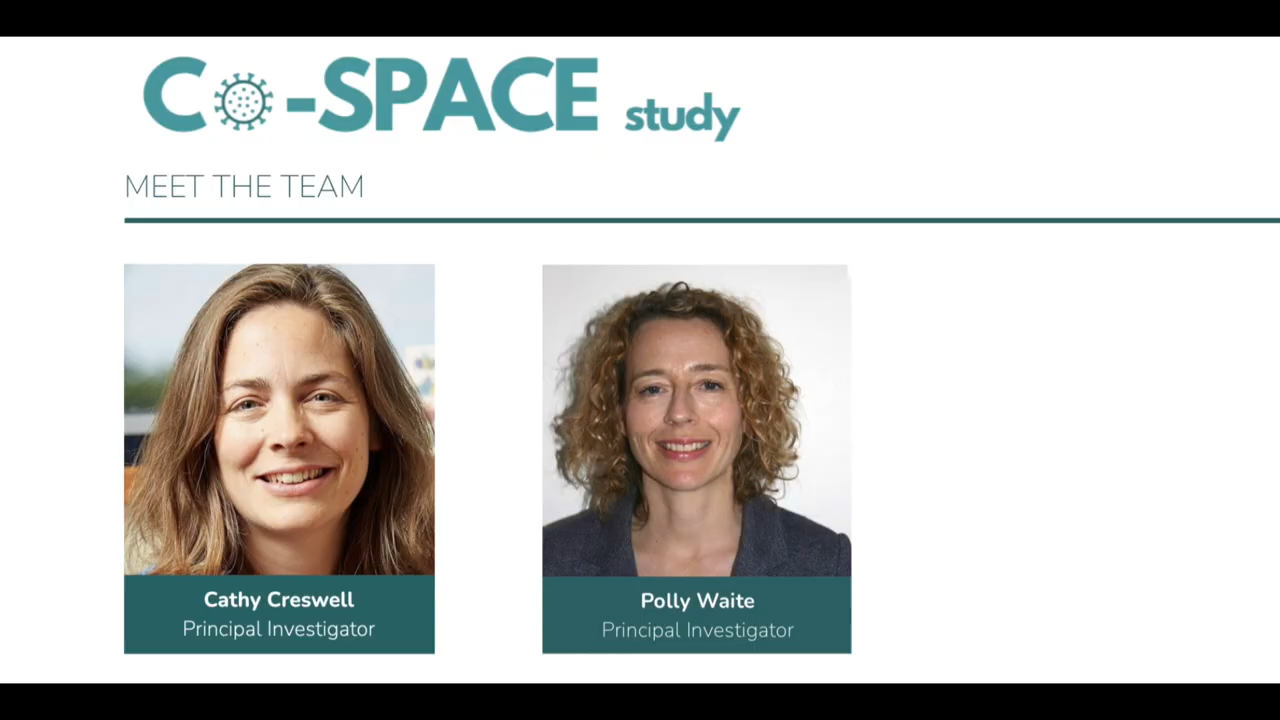 CO-SPACE study
MEET THE TEAM
Cathy Creswell
Principal Investigator
Polly Waite
Principal Investigator